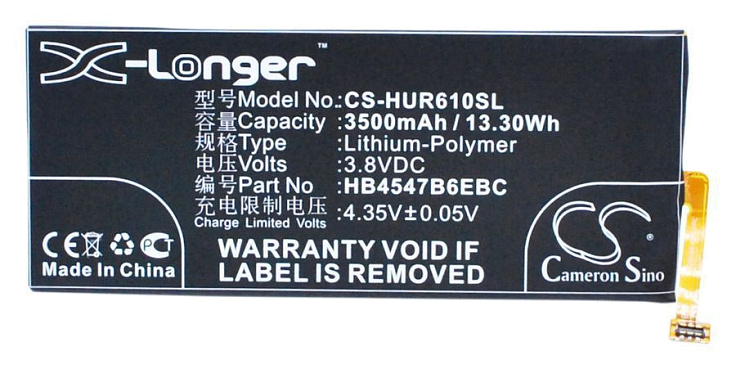 X-Longer™
型号Model No.:CS-HUR610SL
容量Capacity :3500mAh / 13.30Wh
规格Type :Lithium-Polymer
电压Volts :3.8VDC
编号Part No :HB4547B6EBC
充电限制电压 :4.35V±0.05V
Charge Limited Volts
CE PCT
Made In China
WARRANTY VOID IF
LABEL IS REMOVED
CS®
Cameron Sino